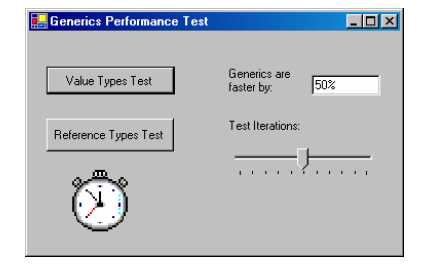 Generics Performance Test
Value Types Test
Generics are
faster by:
50%
Reference Types Test
Test Iterations: